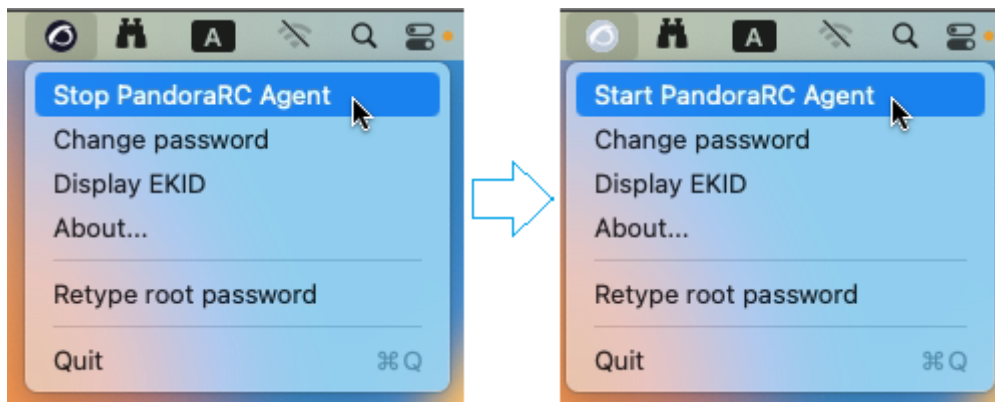 A
Stop PandoraRC Agent
Change password
Display EKID
About...
Retype root password
Quit ⌘Q
A
Start PandoraRC Agent
Change password
Display EKID
About...
Retype root password
Quit ⌘Q